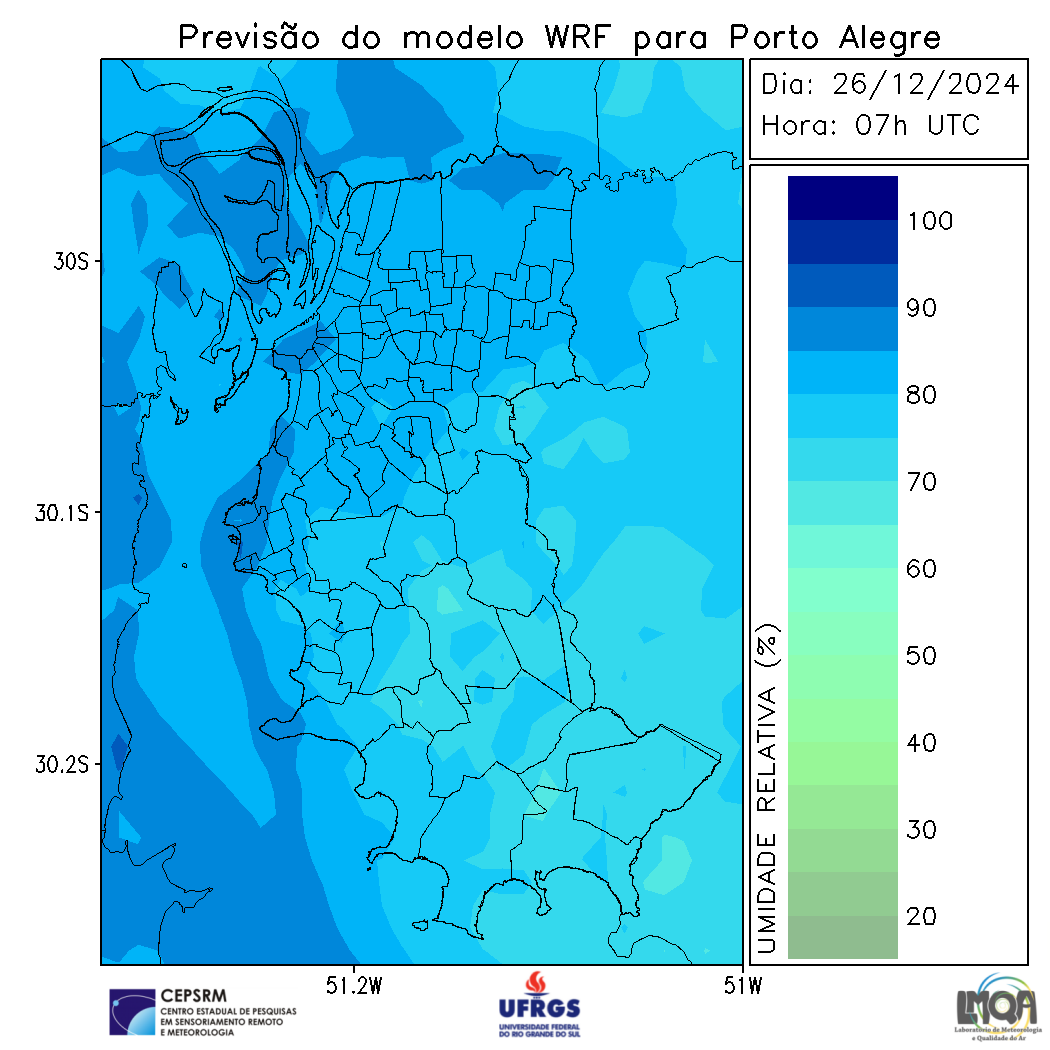 Previsão do modelo WRF para Porto Alegre
Dia: 26/12/2024
Hora: 07h UTC
30S
30.1S
30.2S
51.2W
51W
100
90
80
70
60
50
40
30
20
UMIDADE RELATIVA (%)
CEPSRM
CENTRO ESTADUAL DE PESQUISAS
EM SENSORIAMENTO REMOTO
E METEOROLOGIA
UFRGS
UNIVERSIDADE FEDERAL
DO RIO GRANDE DO SUL
LMQA
Laboratório de Meteorologia
e Qualidade do Ar